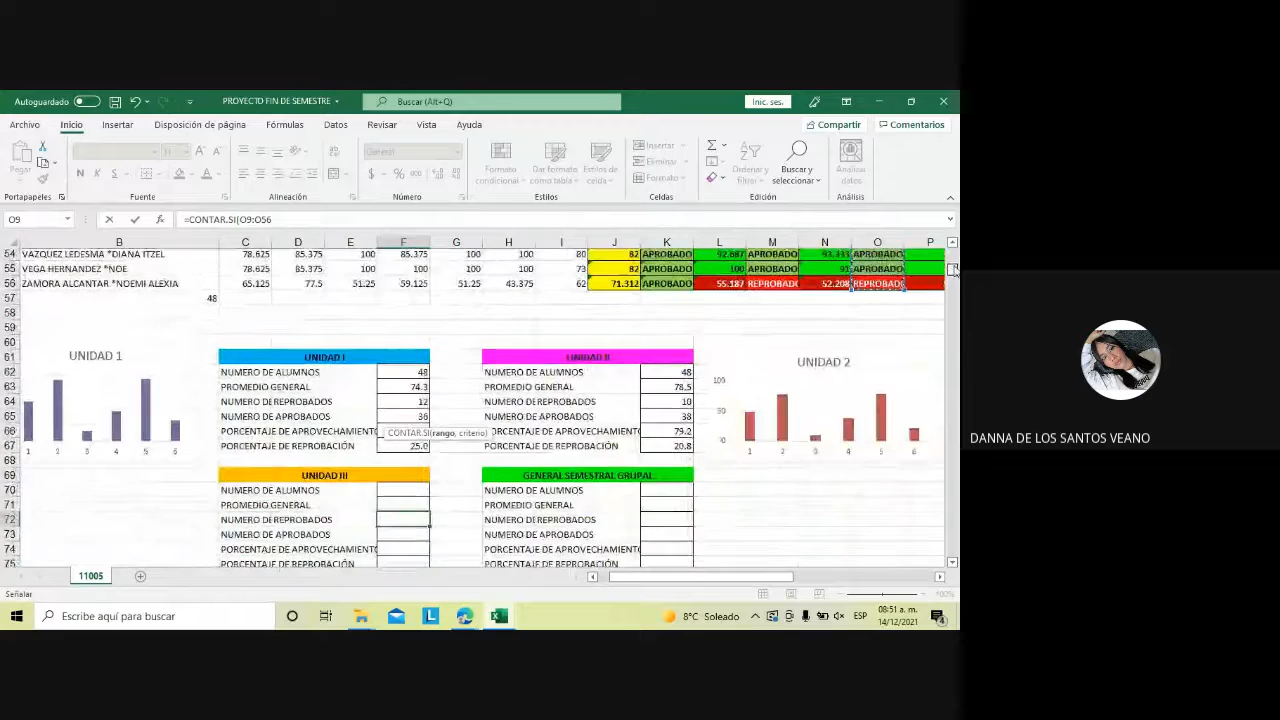 Autoguardado
PROYECTO FIN DE SEMESTRE
Buscar (Alt+Q)
Inic. ses.
Archivo Inicio Insertar Disposición de página Fórmulas Datos Revisar Vista Ayuda
Compartir Comentarios
Pegar
N K S
General
$ % 000
Formato condicional
Dar formato como tabla
Estilos de celda
Insertar
Eliminar
Formato
Ordenar y filtrar
Buscar y seleccionar
Analizar datos
Portapapeles Fuente Alineación Número Estilos Celdas Edición Análisis
O9 =CONTAR.SI(O9:O56
B C D E F G H I J K L M N O P
54 VAZQUEZ LEDESMA *DIANA ITZEL 78.625 85.375 100 85.375 100 100 80 82 APROBADO 92.687 APROBADO 93.333 APROBADO
55 VEGA HERNANDEZ *NOE 78.625 85.375 100 100 100 100 73 82 APROBADO 100 APROBADO 91 APROBADO
56 ZAMORA ALCANTAR *NOEMI ALEXIA 65.125 77.5 51.25 59.125 51.25 43.375 62 71.312 APROBADO 55.187 REPROBADO 52.208 REPROBADO
57 48
58
59
60
61 UNIDAD I UNIDAD II
62 NUMERO DE ALUMNOS 48 NUMERO DE ALUMNOS 48
63 PROMEDIO GENERAL 74.3 PROMEDIO GENERAL 78.5
64 NUMERO DE REPROBADOS 12 NUMERO DE REPROBADOS 10
65 NUMERO DE APROBADOS 36 NUMERO DE APROBADOS 38
66 PORCENTAJE DE APROVECHAMIENTO PORCENTAJE DE APROVECHAMIENTO 79.2
CONTAR.SI(rango, criterio)
67 PORCENTAJE DE REPROBACIÓN 25.0 PORCENTAJE DE REPROBACIÓN 20.8
68
69 UNIDAD III GENERAL SEMESTRAL GRUPAL
70 NUMERO DE ALUMNOS NUMERO DE ALUMNOS
71 PROMEDIO GENERAL PROMEDIO GENERAL
72 NUMERO DE REPROBADOS NUMERO DE REPROBADOS
73 NUMERO DE APROBADOS NUMERO DE APROBADOS
74 PORCENTAJE DE APROVECHAMIENTO PORCENTAJE DE APROVECHAMIENTO
75 PORCENTAJE DE REPROBACIÓN PORCENTAJE DE REPROBACIÓN
UNIDAD 1
1 2 3 4 5 6
UNIDAD 2
100
50
1 2 3 4 5 6
11005
Señalar
100%
Escribe aquí para buscar
8°C Soleado
ESP
08:51 a. m.
14/12/2021
4
DANNA DE LOS SANTOS VEANO